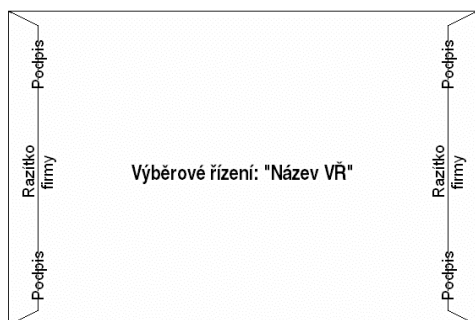 Podpis
Razítko
firmy
Podpis
Výběrové řízení: "Název VŘ"
Podpis
Razítko
firmy
Podpis